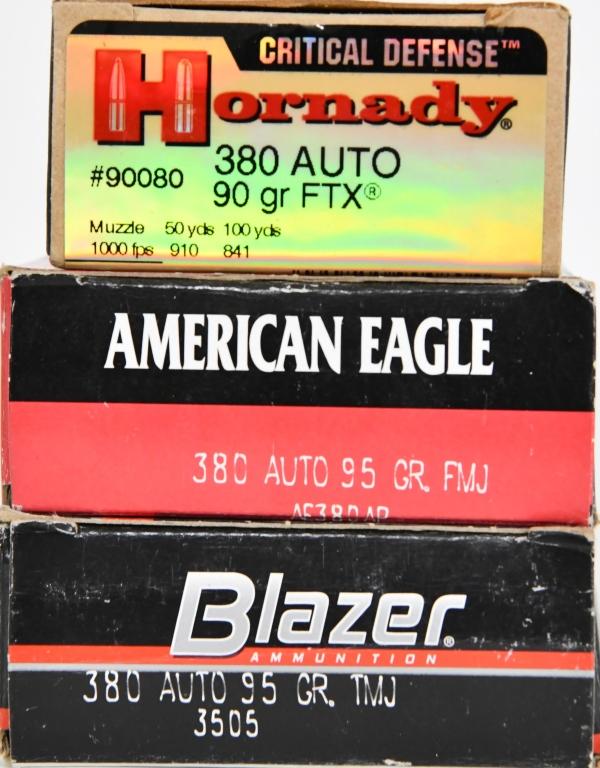 CRITICAL DEFENSE™
Hornady®
#90080 380 AUTO
90 gr FTX®
Muzzle 50 yds 100 yds
1000 fps 910 841
AMERICAN EAGLE
380 AUTO 95 GR. FMJ
AE380AP
Blazer®
AMMUNITION
380 AUTO 95 GR. TMJ
3505